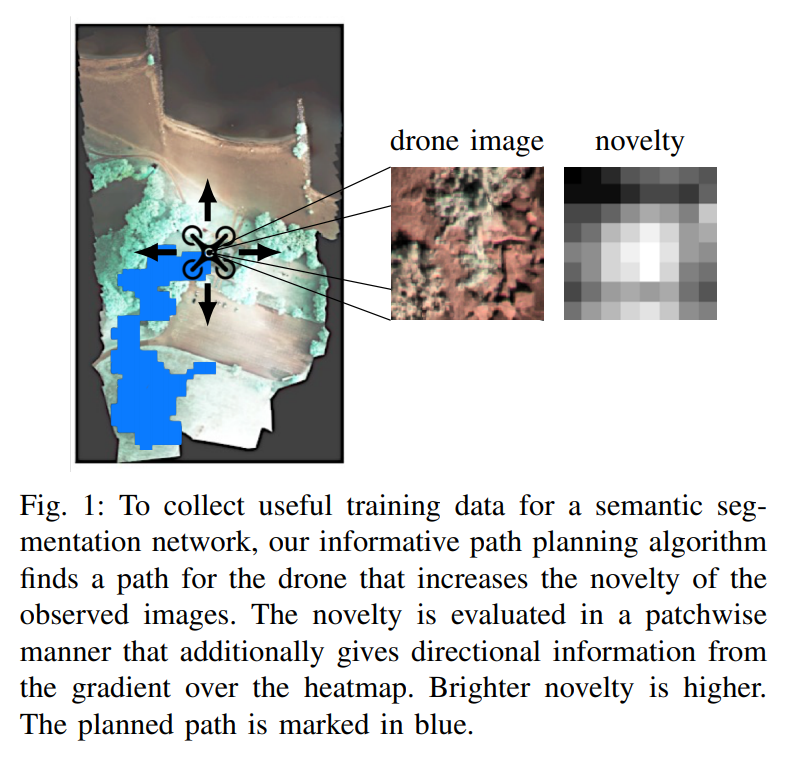 drone image novelty
Fig. 1: To collect useful training data for a semantic seg-
mentation network, our informative path planning algorithm
finds a path for the drone that increases the novelty of the
observed images. The novelty is evaluated in a patchwise
manner that additionally gives directional information from
the gradient over the heatmap. Brighter novelty is higher.
The planned path is marked in blue.